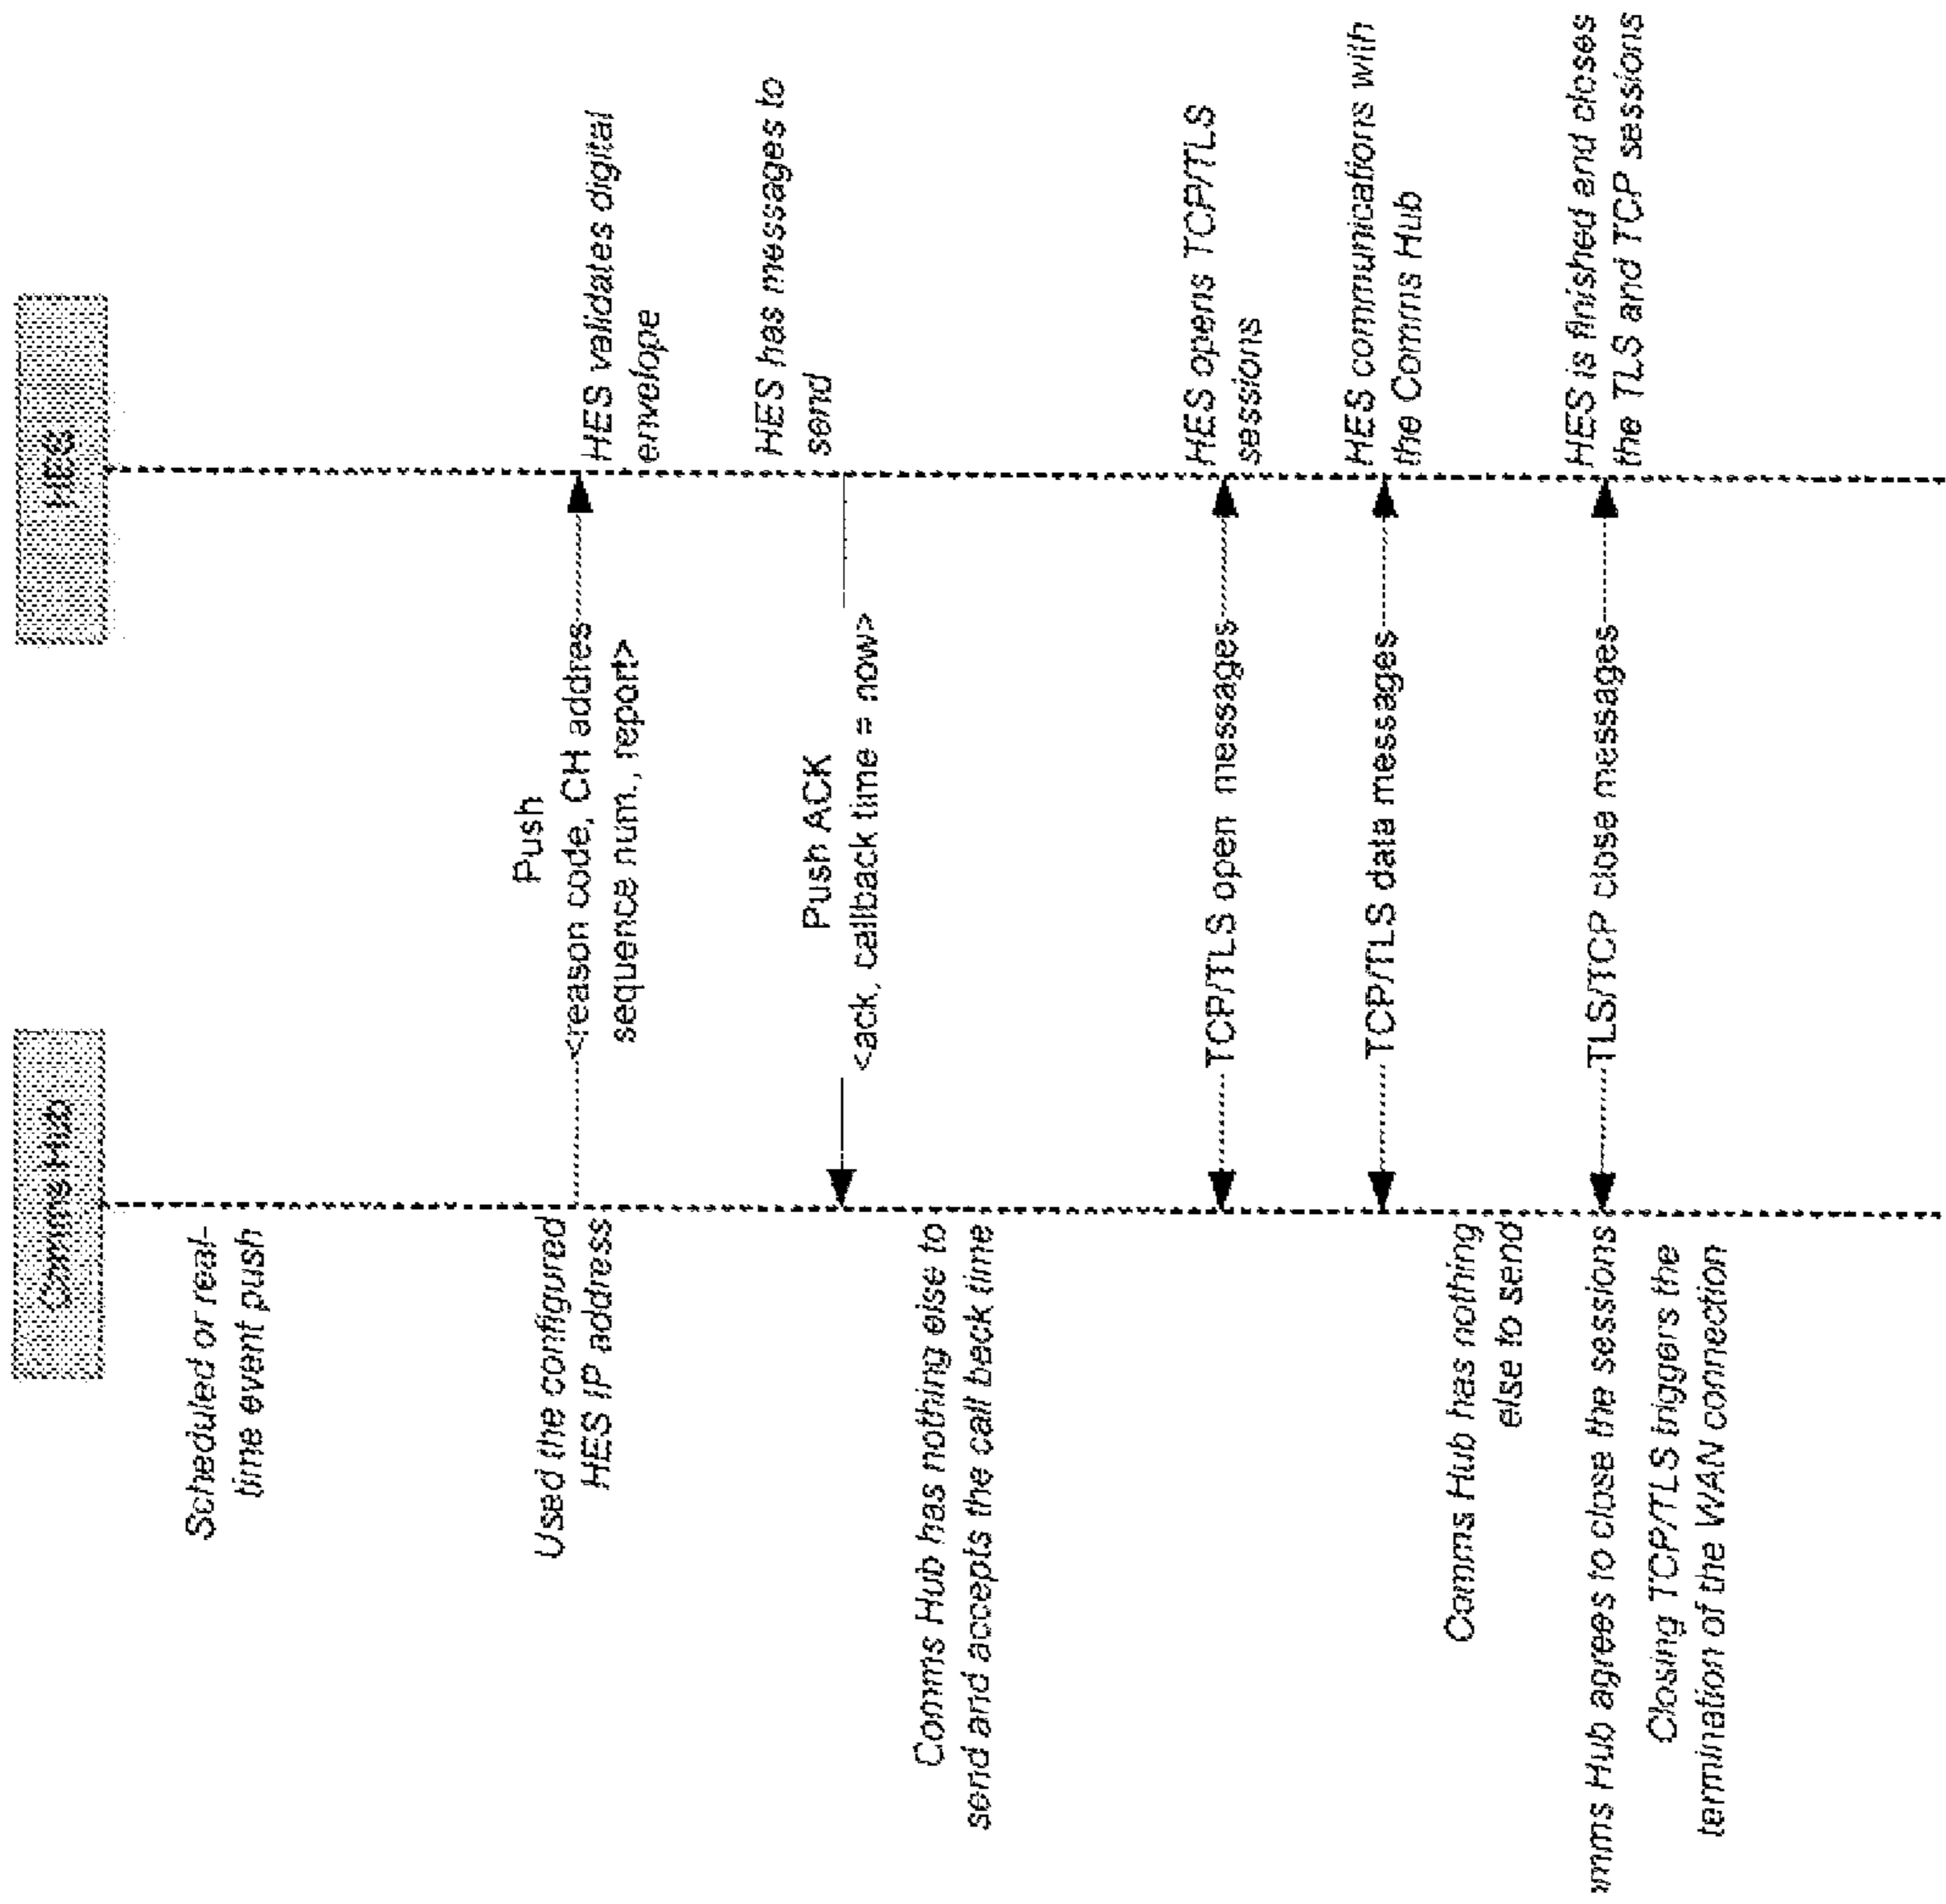 Comms Hub
HES
Scheduled or real-
time event push
Used the configured
HES IP address
Push
<reason code, CH addres
sequence num., report>
HES validates digital
envelope
HES has messages to
send
Push ACK
<ack, callback time = now>
Comms Hub has nothing else to
send and accepts the call back time
TCP/TLS open messages
HES opens TCP/TLS
sessions
TCP/TLS data messages
HES communications with
the Comms Hub
Comms Hub has nothing
else to send
TLS/TCP close messages
HES is finished and closes
the TLS and TCP sessions
mms Hub agrees to close the sessions
Closing TCP/TLS triggers the
termination of the WAN connection